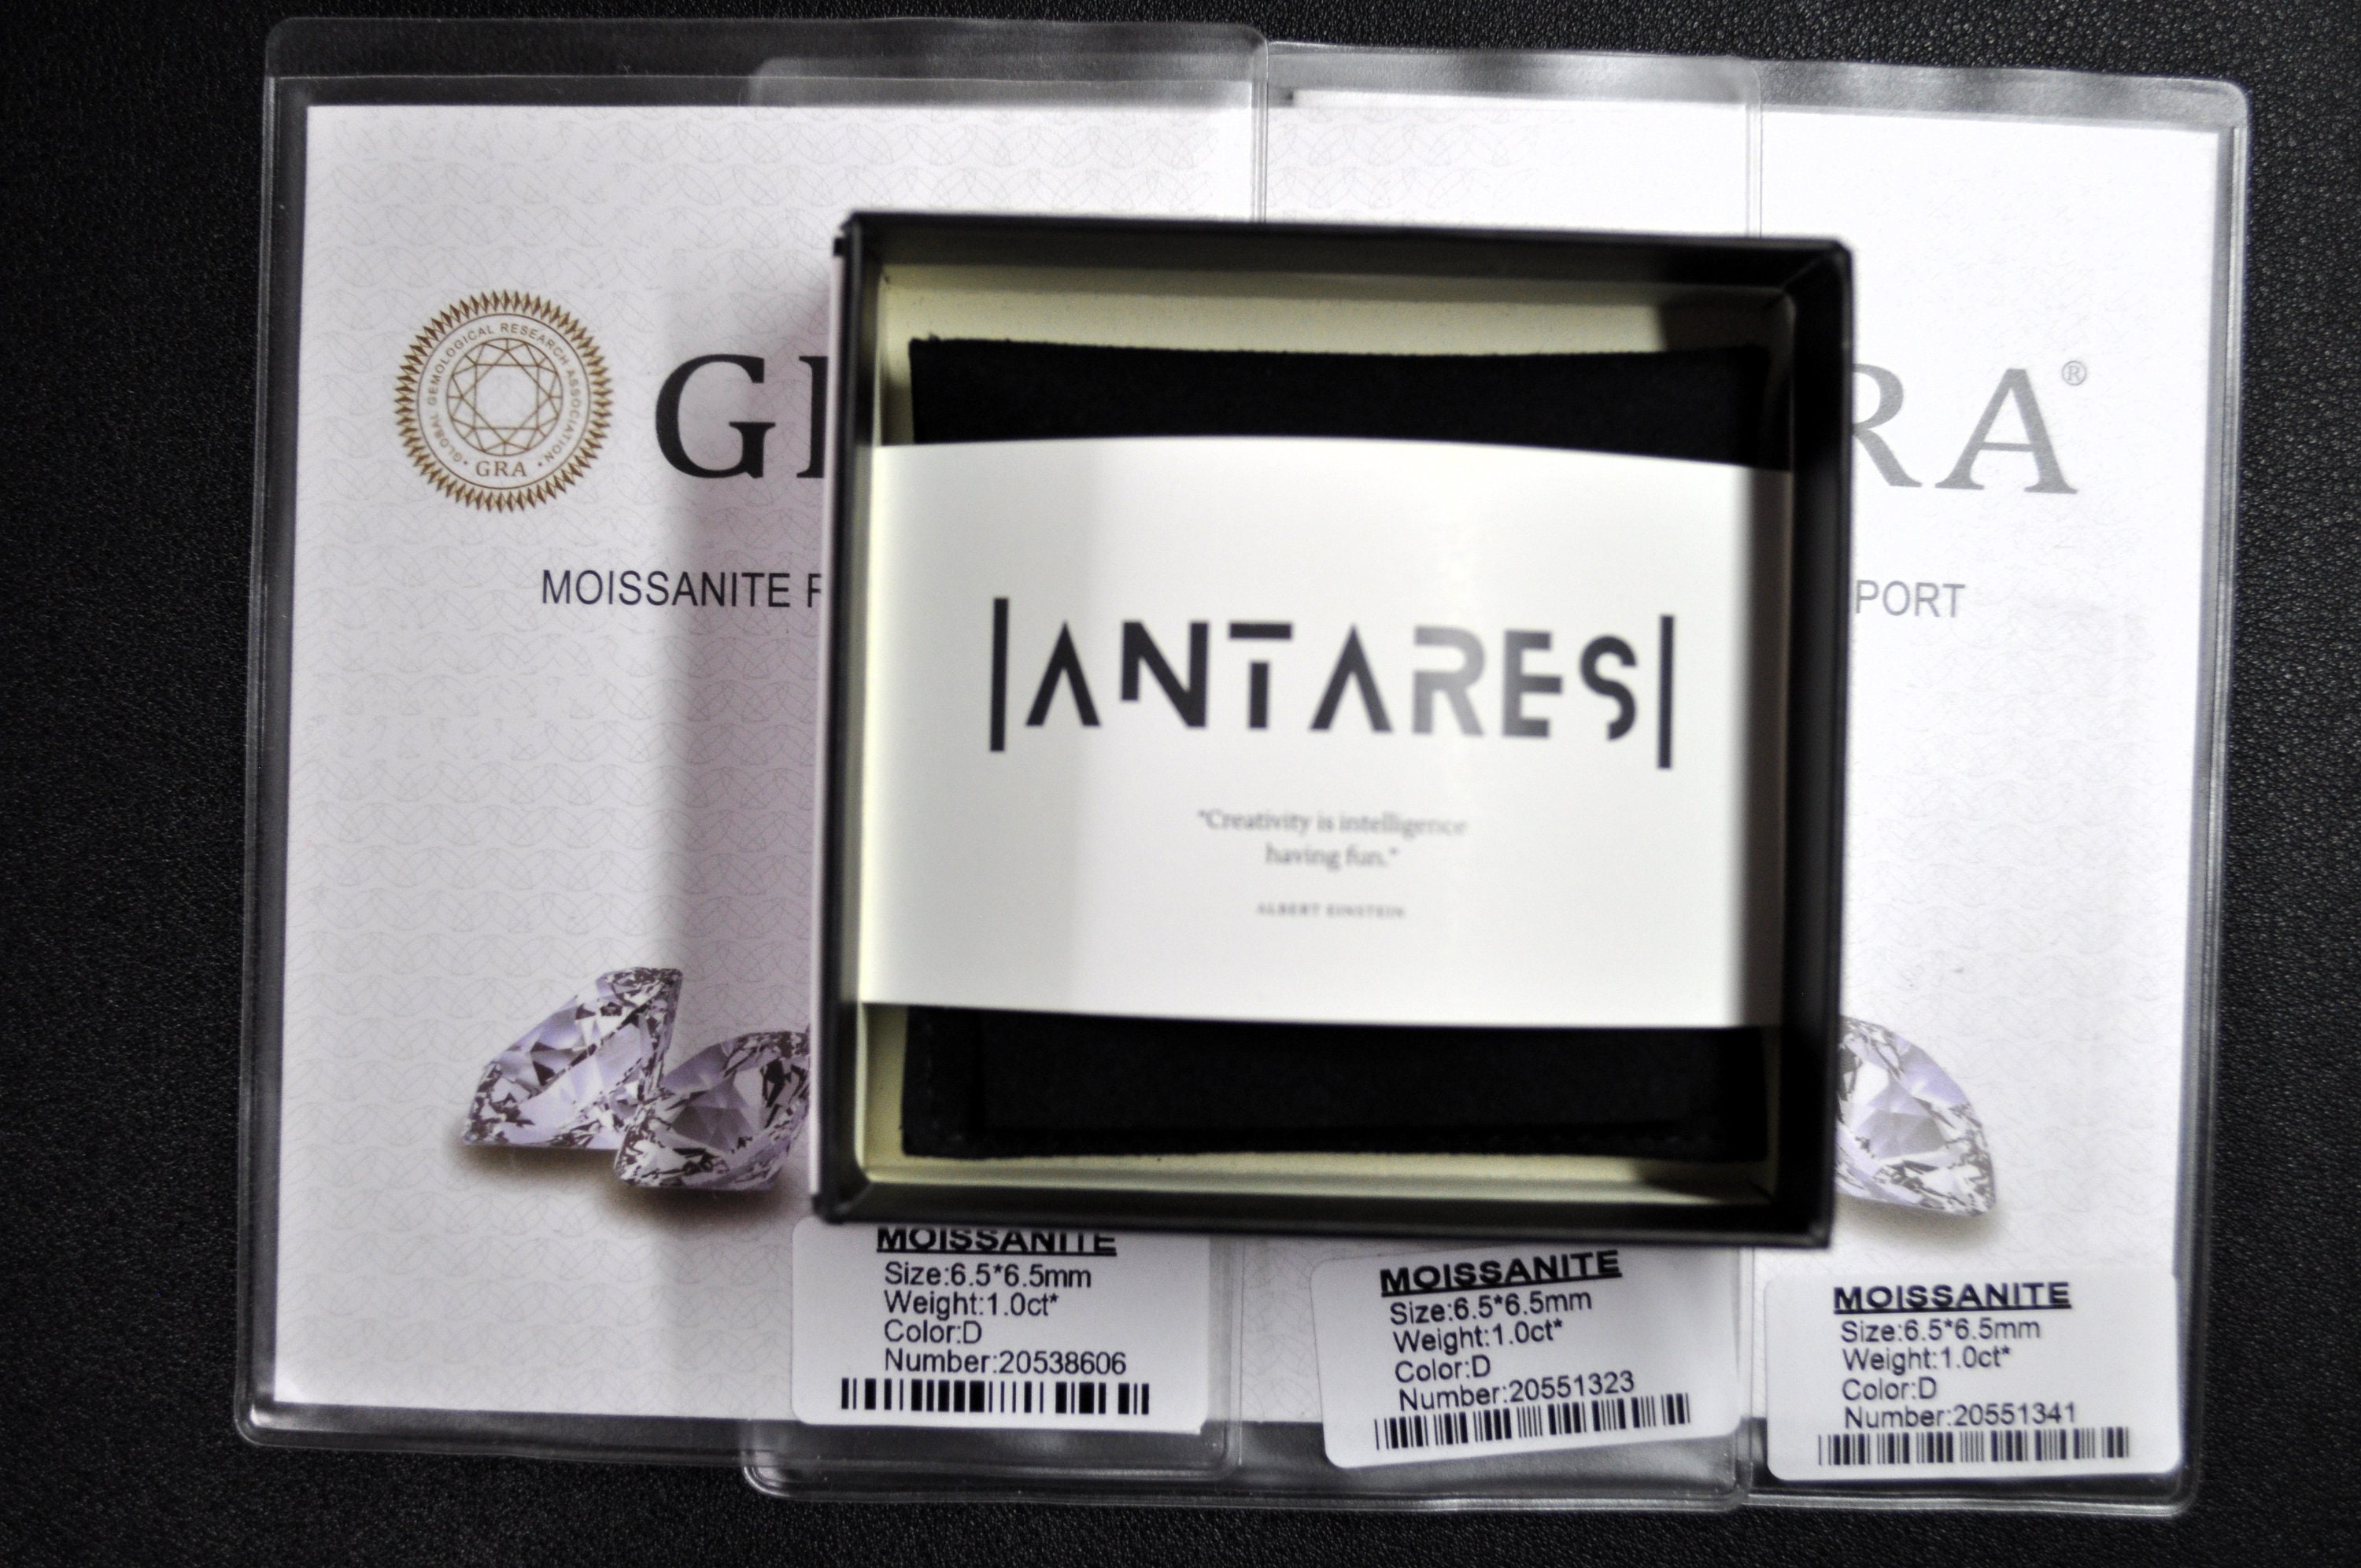 GLOBAL GEMOLOGICAL RESEARCH ASSOCIATION
GRA
G
MOISSANITE
RA®
PORT
|ANTARES|
"Creativity is intelligence
having fun."
ALBERT EINSTEIN
MOISSANITE
Size:6.5*6.5mm
Weight:1.0ct*
Color:D
Number:20538606
MOISSANITE
Size:6.5*6.5mm
Weight:1.0ct*
Color:D
Number:20551323
MOISSANITE
Size:6.5*6.5mm
Weight:1.0ct*
Color:D
Number:20551341